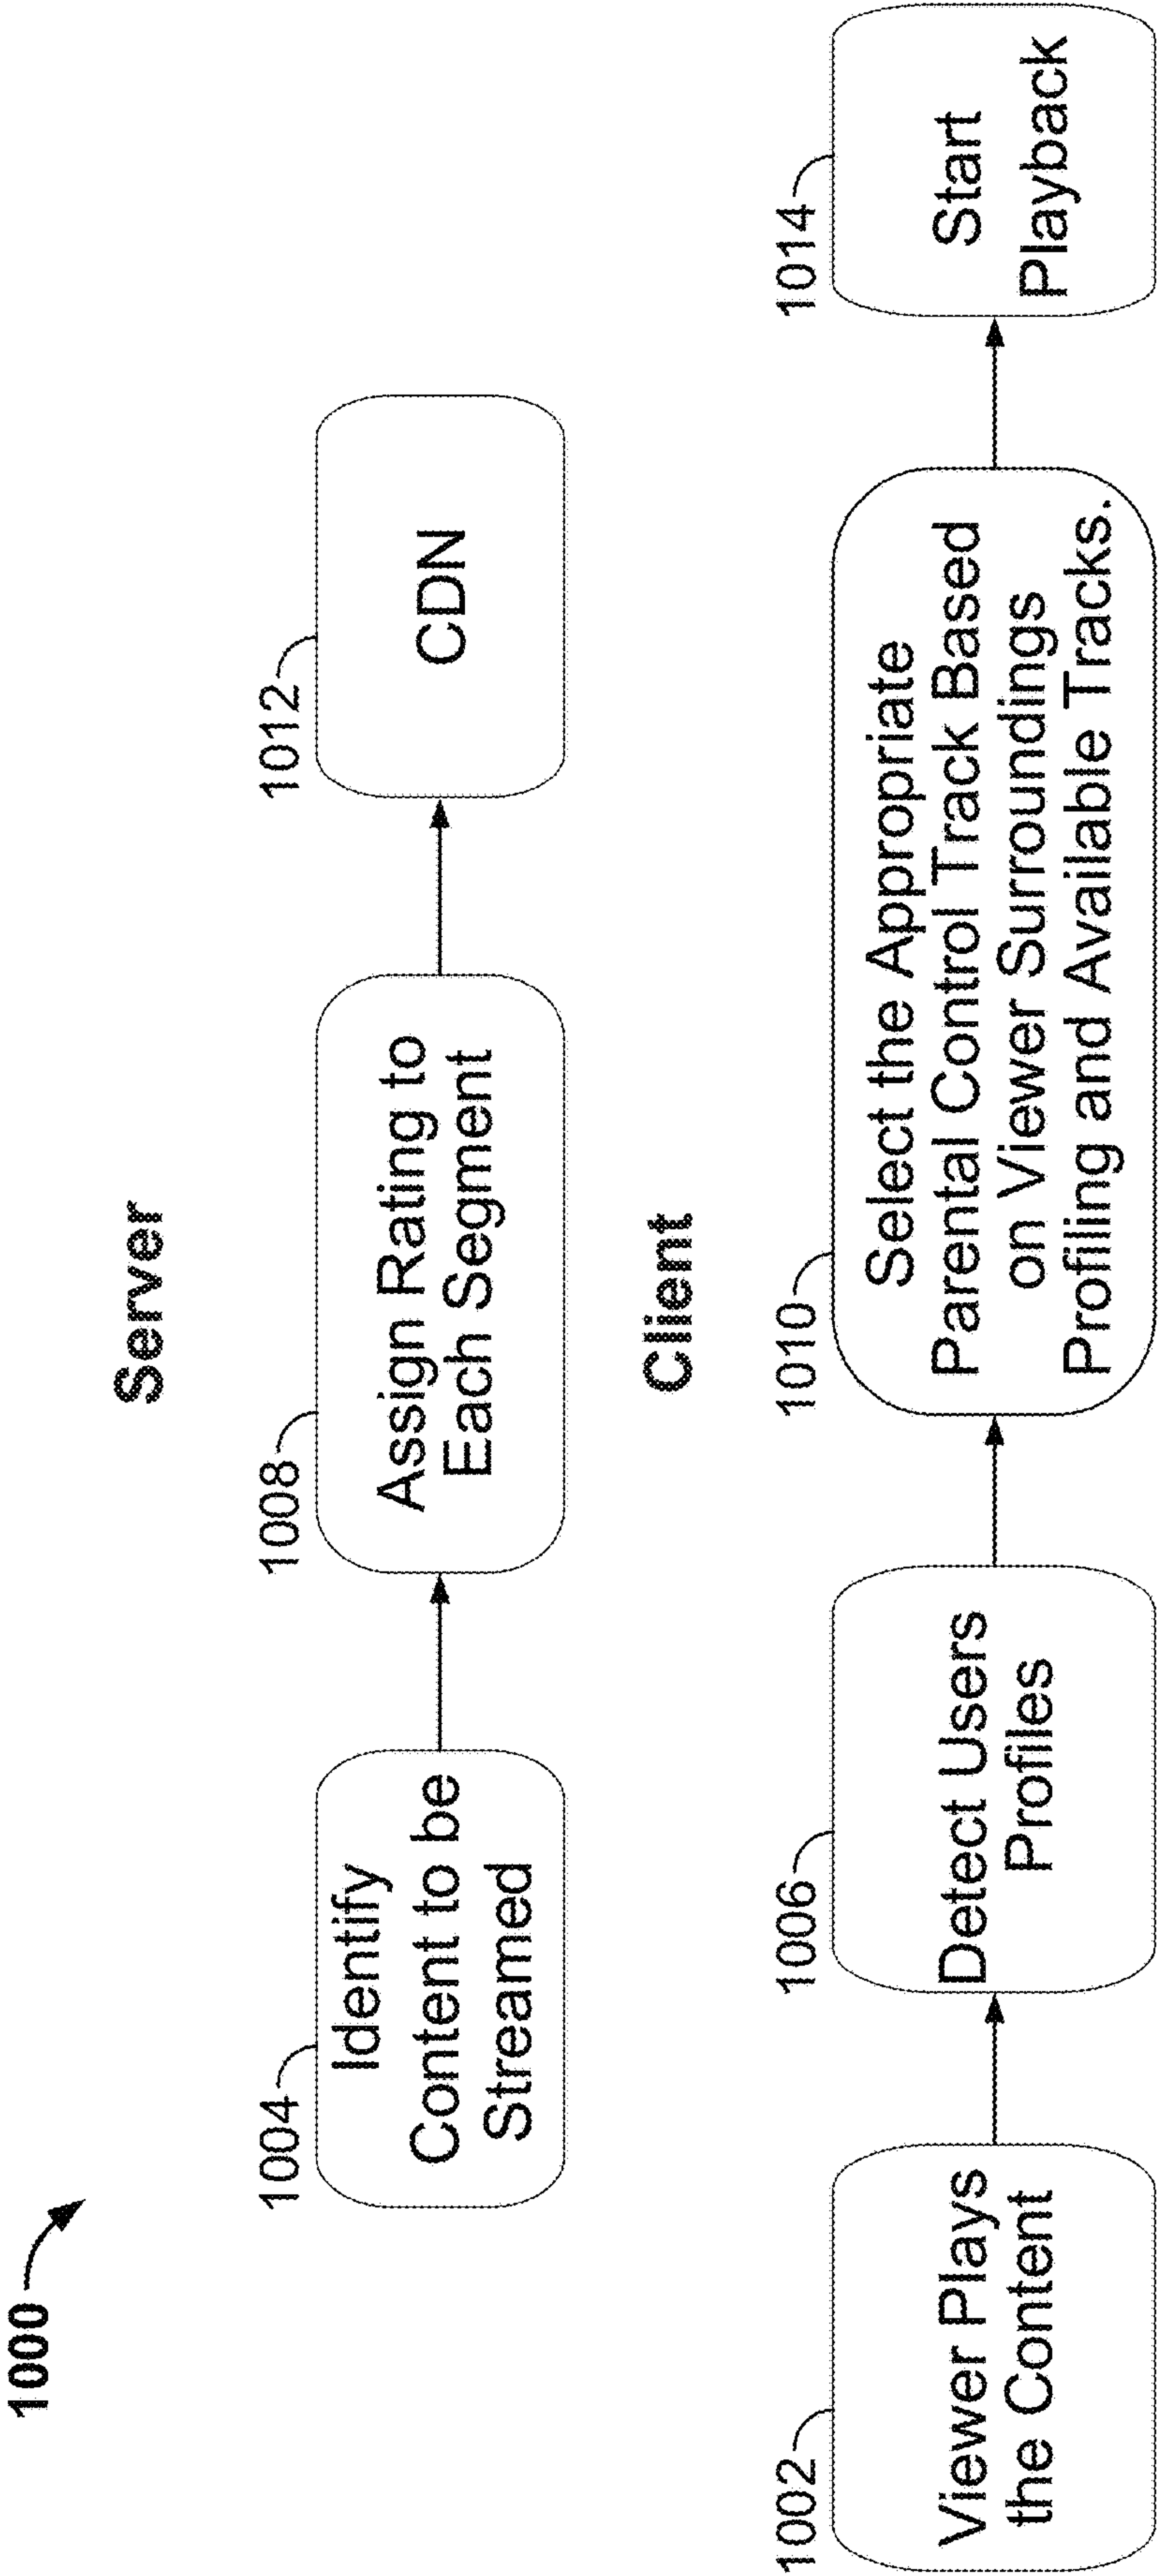 1000
Server
1004
Identify
Content to be
Streamed
1008
Assign Rating to
Each Segment
1012
CDN
Client
1002
Viewer Plays
the Content
1006
Detect Users
Profiles
1010
Select the Appropriate
Parental Control Track Based
on Viewer Surroundings
Profiling and Available Tracks.
1014
Start
Playback